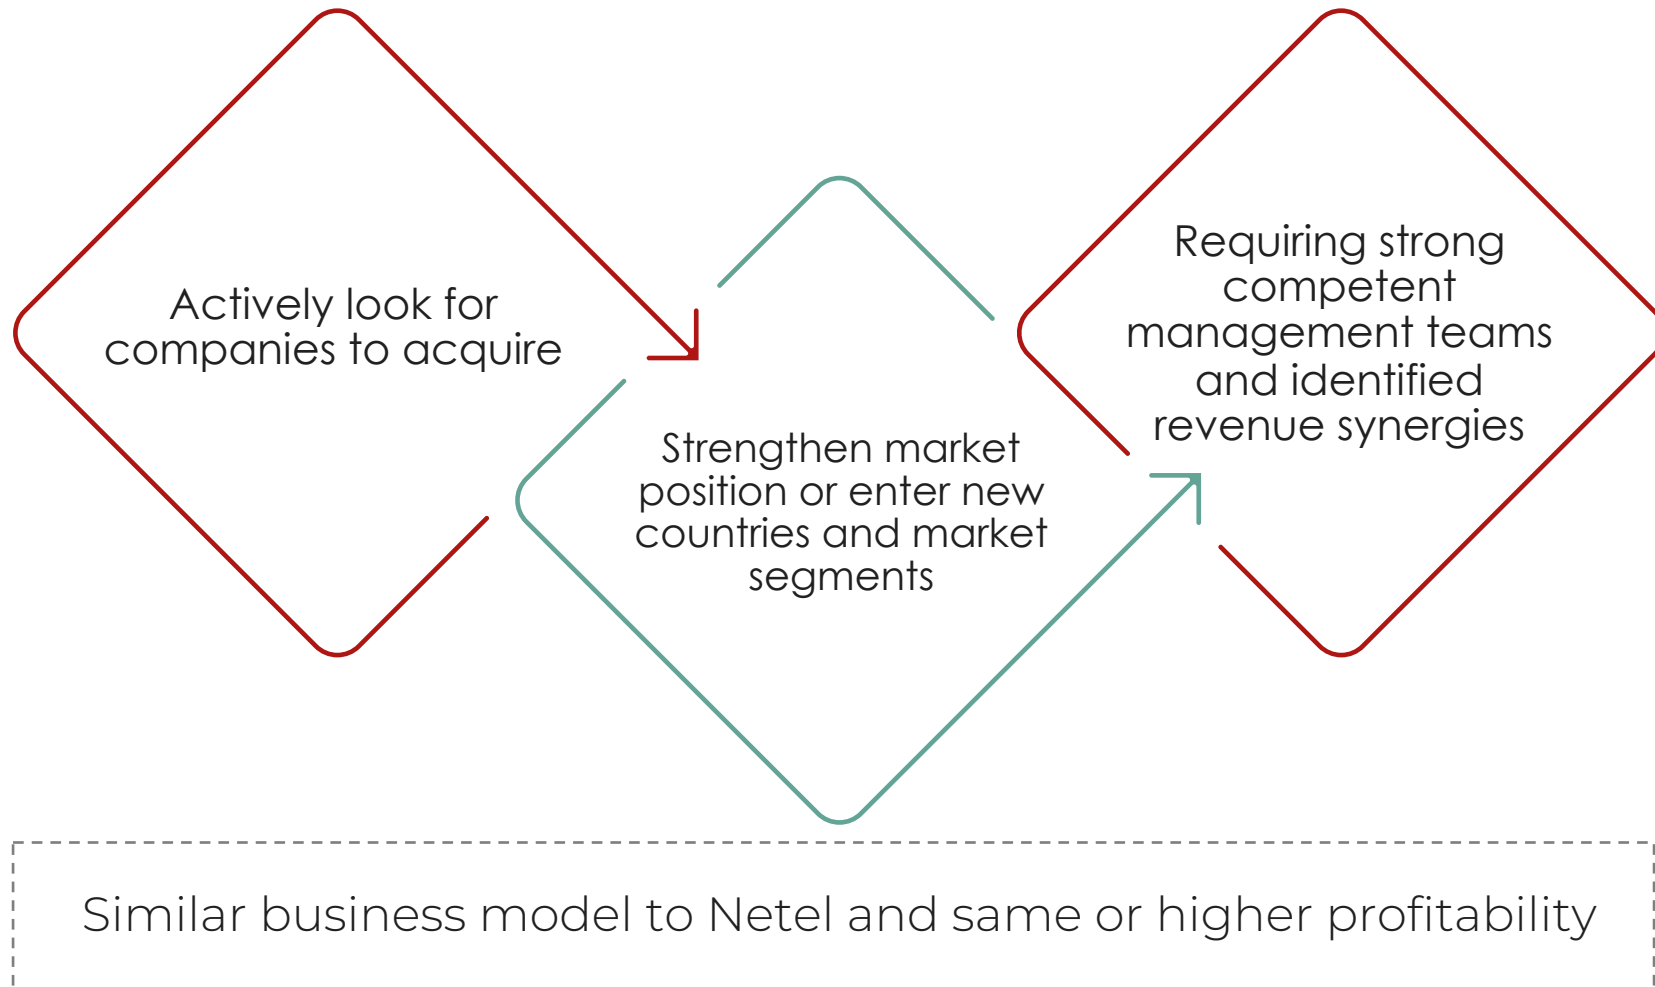 Actively look for
companies to acquire
Strengthen market
position or enter new
countries and market
segments
Requiring strong
competent
management teams
and identified
revenue synergies
Similar business model to Netel and same or higher profitability